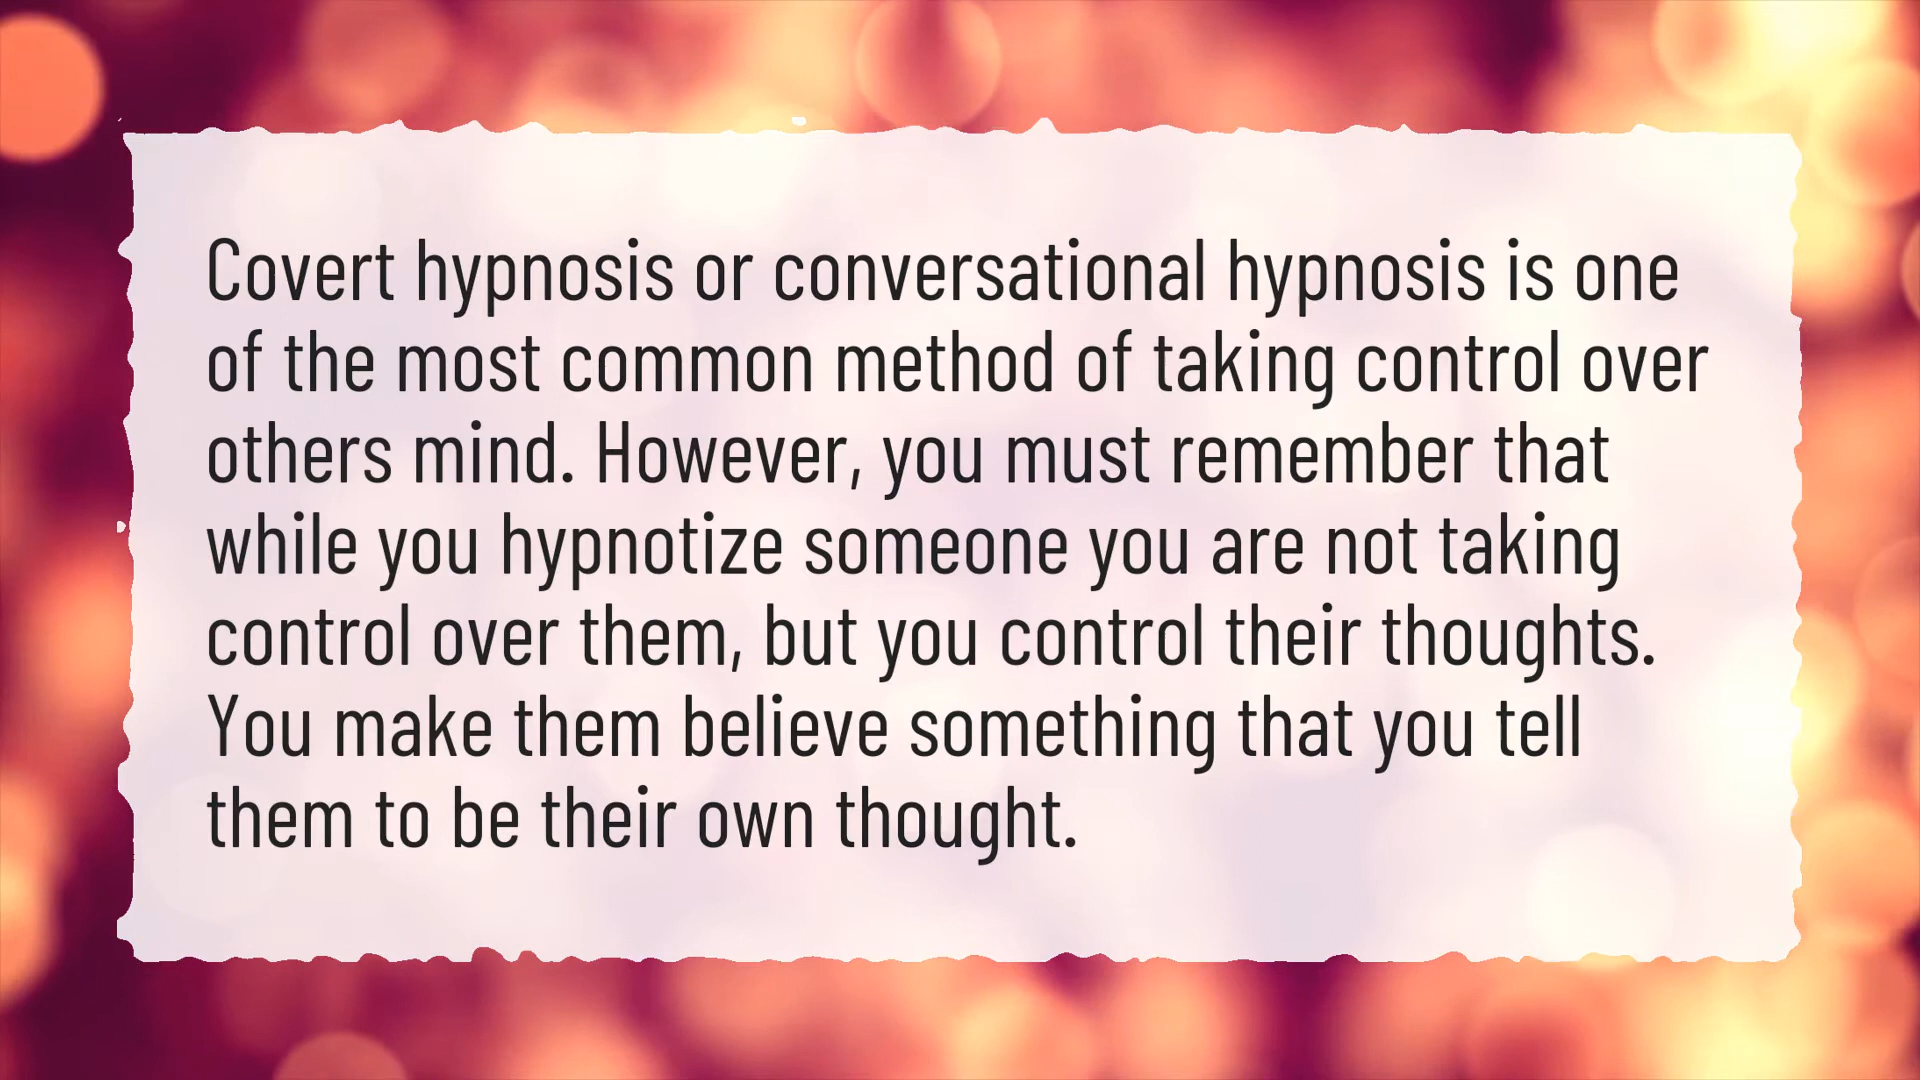 Covert hypnosis or conversational hypnosis is one
of the most common method of taking control over
others mind. However, you must remember that
while you hypnotize someone you are not taking
control over them, but you control their thoughts.
You make them believe something that you tell
them to be their own thought.